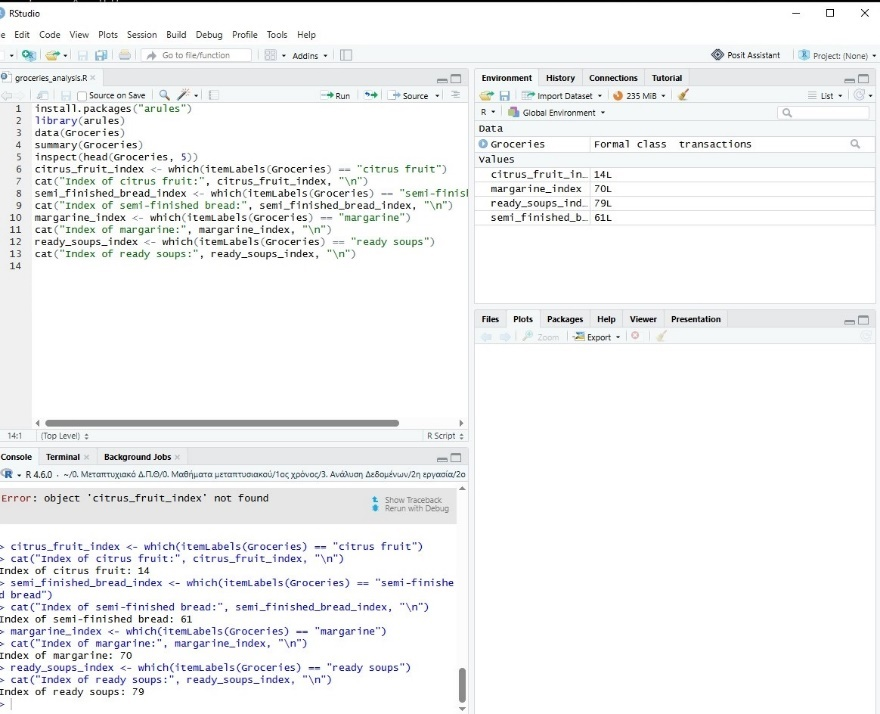 RStudio
Edit Code View Plots Session Build Debug Profile Tools Help
Go to file/function Addins Posit Assistant Project: (None)
groceries_analysis.R
Source on Save Run Source
1 install.packages("arules")
2 library(arules)
3 data(Groceries)
4 summary(Groceries)
5 inspect(head(Groceries, 5))
6 citrus_fruit_index <- which(itemLabels(Groceries) == "citrus fruit")
7 cat("Index of citrus fruit:", citrus_fruit_index, "\n")
8 semi_finished_bread_index <- which(itemLabels(Groceries) == "semi-finis
9 cat("Index of semi-finished bread:", semi_finished_bread_index, "\n")
10 margarine_index <- which(itemLabels(Groceries) == "margarine")
11 cat("Index of margarine:", margarine_index, "\n")
12 ready_soups_index <- which(itemLabels(Groceries) == "ready soups")
13 cat("Index of ready soups:", ready_soups_index, "\n")
14
14:1 (Top Level) R Script
Console Terminal Background Jobs
R 4.6.0 · ~/0. Μεταπτυχιακό Δ.Π.Θ/0. Μαθήματα μεταπτυσιακού/1ος χρόνος/3. Ανάλυση Δεδομένων/2η εργασία/2ο
Error: object 'citrus_fruit_index' not found
Show Traceback
Rerun with Debug
> citrus_fruit_index <- which(itemLabels(Groceries) == "citrus fruit")
> cat("Index of citrus fruit:", citrus_fruit_index, "\n")
Index of citrus fruit: 14
> semi_finished_bread_index <- which(itemLabels(Groceries) == "semi-finishe
d bread")
> cat("Index of semi-finished bread:", semi_finished_bread_index, "\n")
Index of semi-finished bread: 61
> margarine_index <- which(itemLabels(Groceries) == "margarine")
> cat("Index of margarine:", margarine_index, "\n")
Index of margarine: 70
> ready_soups_index <- which(itemLabels(Groceries) == "ready soups")
> cat("Index of ready soups:", ready_soups_index, "\n")
Index of ready soups: 79
>
Environment History Connections Tutorial
Import Dataset 235 MiB List
R Global Environment
Data
Groceries Formal class transactions
Values
citrus_fruit_in… 14L
margarine_index 70L
ready_soups_ind… 79L
semi_finished_b… 61L
Files Plots Packages Help Viewer Presentation
Zoom Export